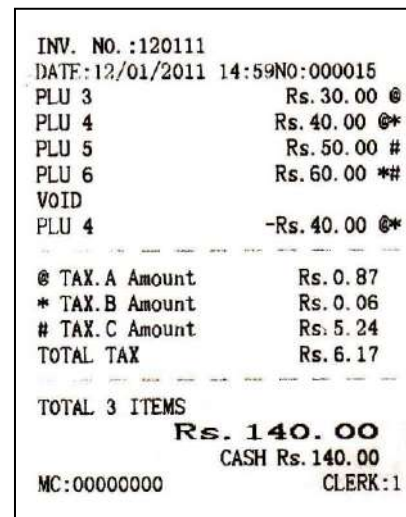 INV. NO.:120111
DATE:12/01/2011 14:59NO:000015
PLU 3 Rs.30.00 @
PLU 4 Rs.40.00 @*
PLU 5 Rs.50.00 #
PLU 6 Rs.60.00 *#
VOID
PLU 4 -Rs.40.00 @*
@ TAX.A Amount Rs.0.87
* TAX.B Amount Rs.0.06
# TAX.C Amount Rs.5.24
TOTAL TAX Rs.6.17
TOTAL 3 ITEMS
Rs.140.00
CASH Rs.140.00
MC:00000000 CLERK:1